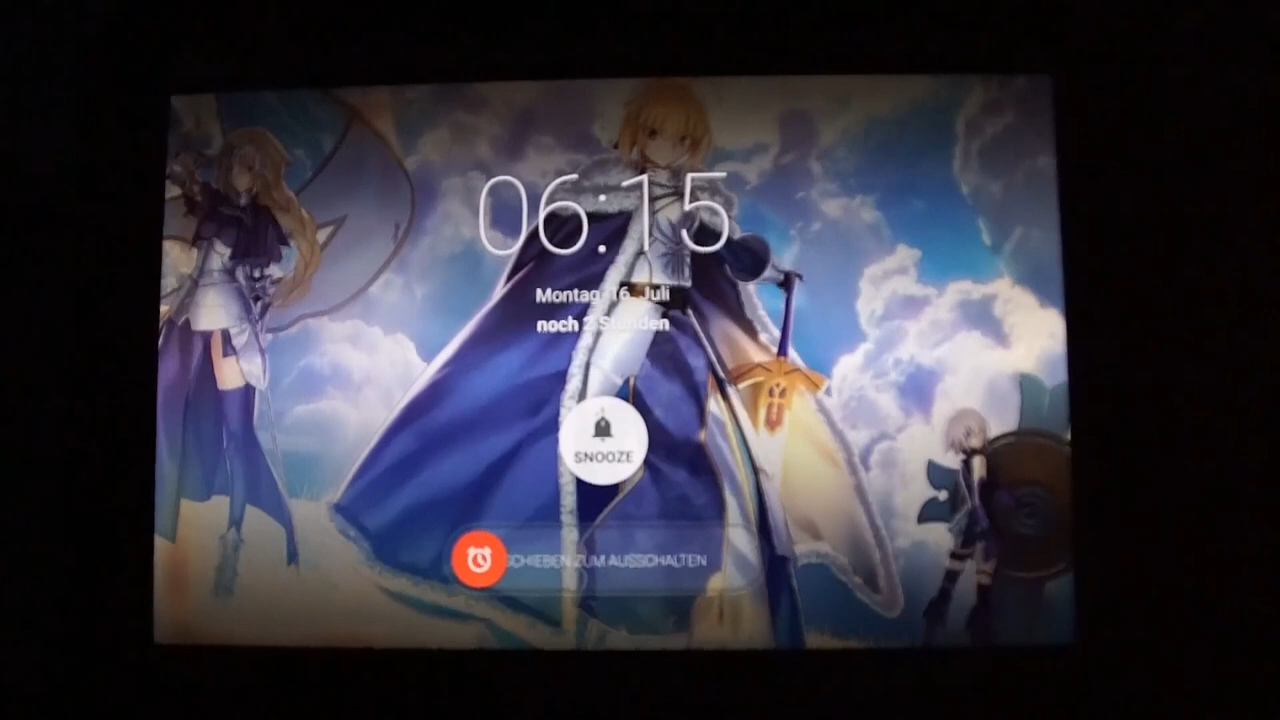 06:15
Montag 16. Juli
noch 2 Stunden
SNOOZE
SCHIEBEN ZUM AUSSCHALTEN